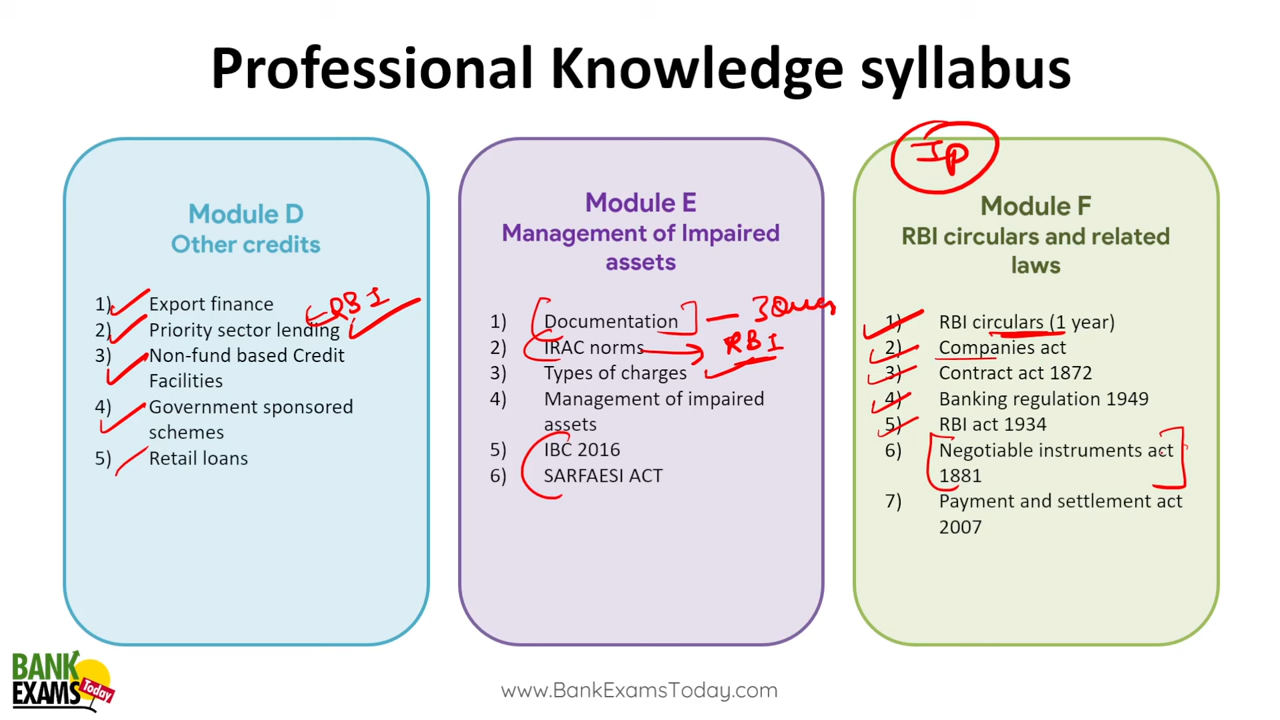 Professional Knowledge syllabus
Module D
Other credits
1) Export finance
RBI
2) Priority sector lending
3) Non-fund based Credit
Facilities
4) Government sponsored
schemes
5) Retail loans
Module E
Management of Impaired
assets
1) Documentation
3 Ques
2) IRAC norms
RBI
3) Types of charges
4) Management of impaired
assets
5) IBC 2016
6) SARFAESI ACT
Ip
Module F
RBI circulars and related
laws
1) RBI circulars (1 year)
2) Companies act
3) Contract act 1872
4) Banking regulation 1949
5) RBI act 1934
6) Negotiable instruments act
1881
7) Payment and settlement act
2007
BANK
EXAMS Today
www.BankExamsToday.com